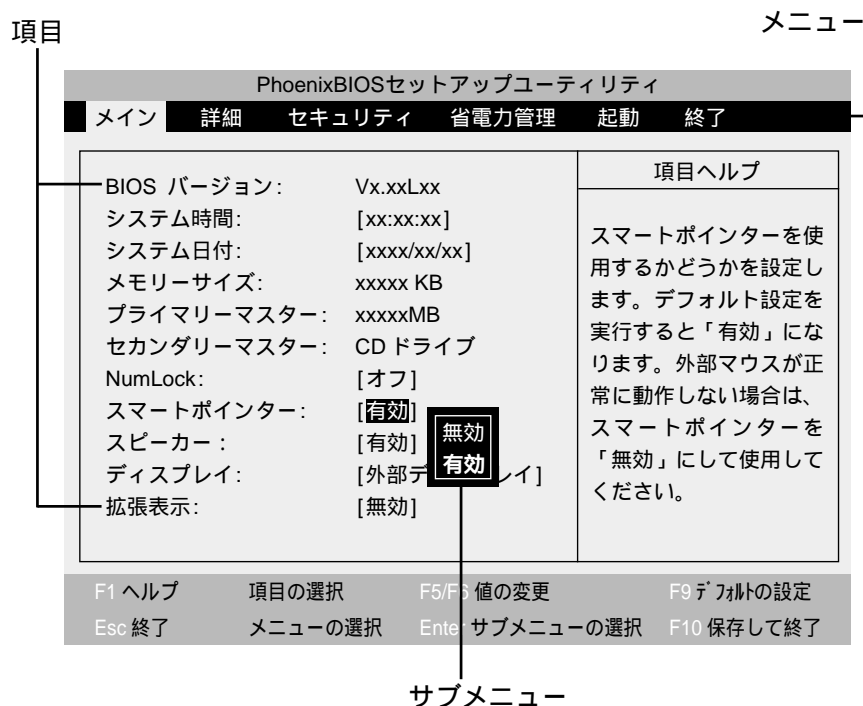 項目
メニュー
PhoenixBIOSセットアップユーティリティ
メイン 詳細 セキュリティ 省電力管理 起動 終了
BIOS バージョン: Vx.xxLxx
システム時間: [xx:xx:xx]
システム日付: [xxxx/xx/xx]
メモリーサイズ: xxxxx KB
プライマリーマスター: xxxxxMB
セカンダリーマスター: CD ドライブ
NumLock: [オフ]
スマートポインター: [有効]
スピーカー: [有効]
ディスプレイ: [外部デ レイ]
拡張表示: [無効]
無効
有効
項目ヘルプ
スマートポインターを使
用するかどうかを設定し
ます。デフォルト設定を
実行すると「有効」にな
ります。外部マウスが正
常に動作しない場合は、
スマートポインターを
「無効」にして使用して
ください。
F1 ヘルプ 項目の選択 F5/F6 値の変更 F9 デフォルトの設定
Esc 終了 メニューの選択 Enter サブメニューの選択 F10 保存して終了
サブメニュー